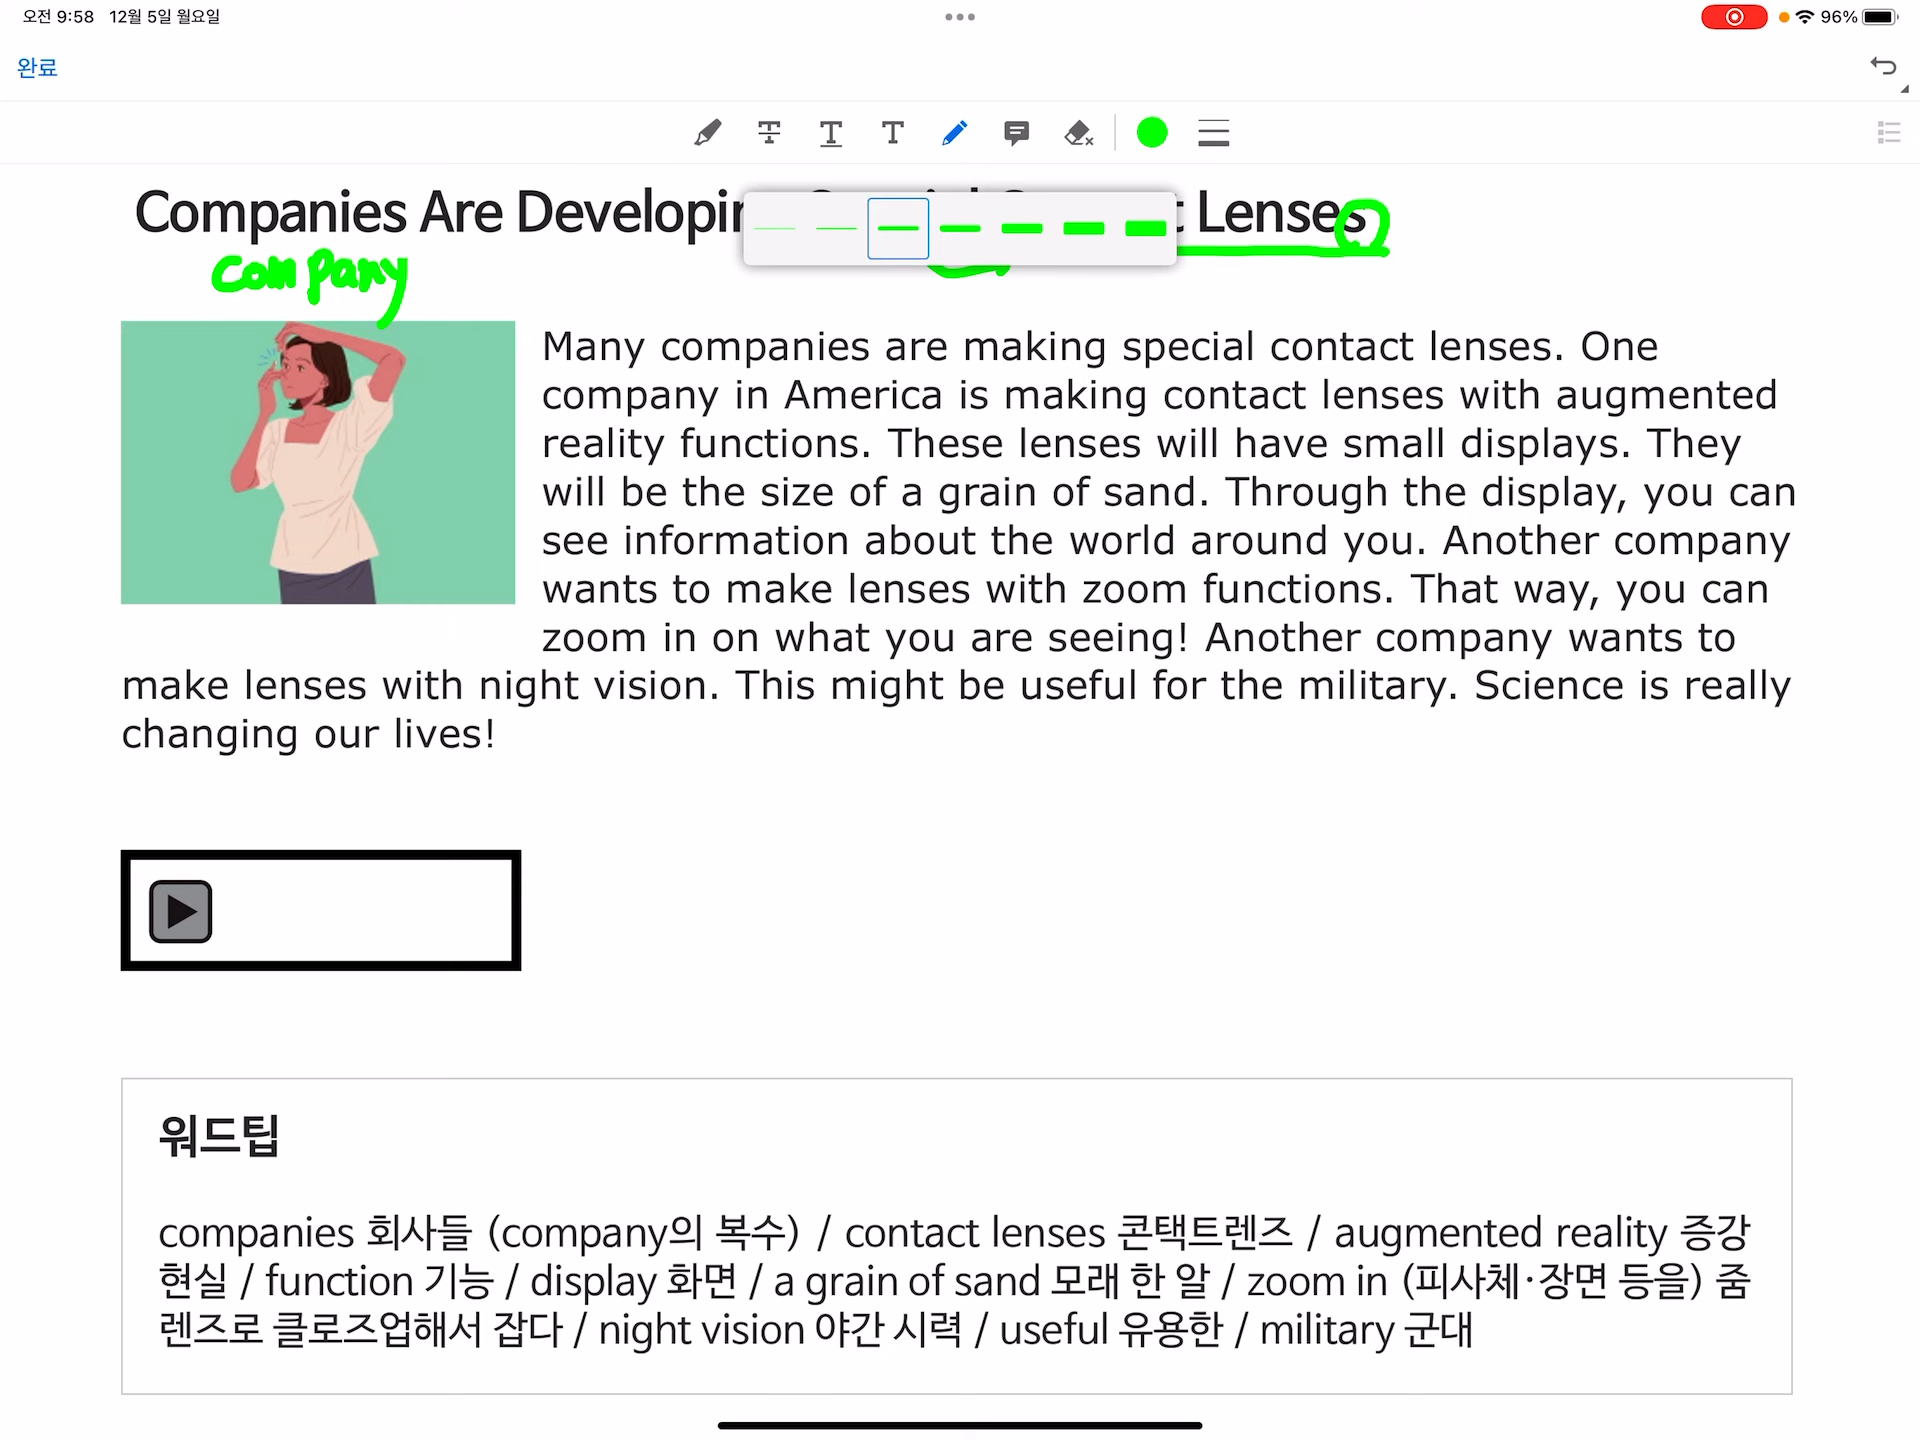 오전 9:58 12월 5일 월요일
96%
완료
Companies Are Lenses
company
Many companies are making special contact lenses. One
company in America is making contact lenses with augmented
reality functions. These lenses will have small displays. They
will be the size of a grain of sand. Through the display, you can
see information about the world around you. Another company
wants to make lenses with zoom functions. That way, you can
zoom in on what you are seeing! Another company wants to
make lenses with night vision. This might be useful for the military. Science is really
changing our lives!
워드팁
companies 회사들 (company의 복수) / contact lenses 콘택트렌즈 / augmented reality 증강
현실 / function 기능 / display 화면 / a grain of sand 모래 한 알 / zoom in (피사체·장면 등을) 줌
렌즈로 클로즈업해서 잡다 / night vision 야간 시력 / useful 유용한 / military 군대